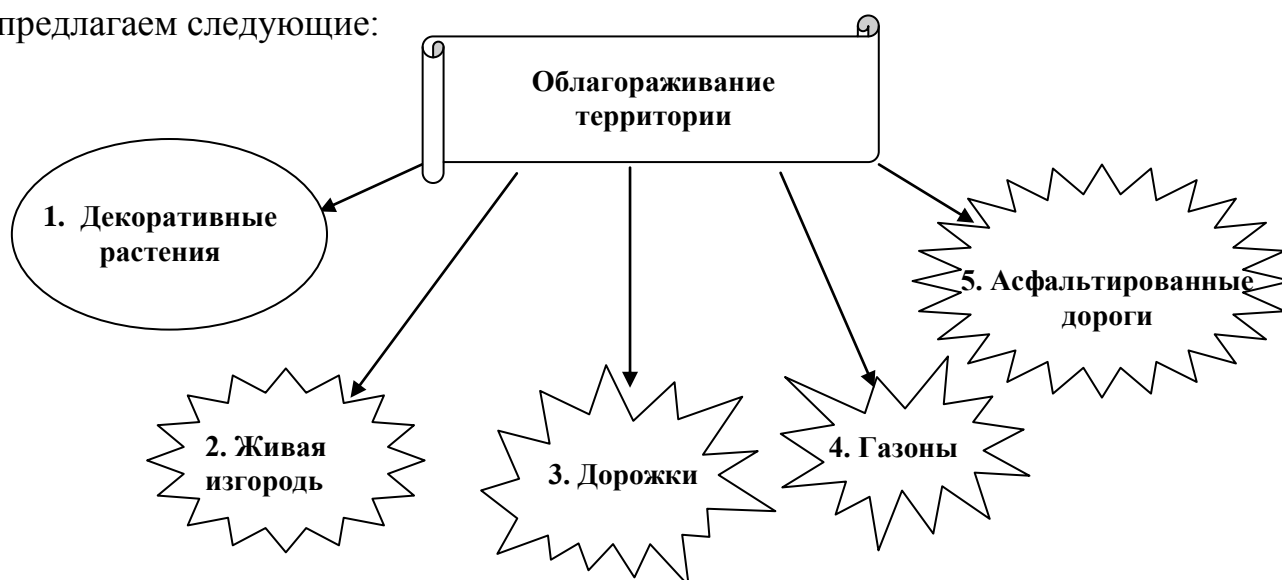 предлагаем следующие:
Облагораживание
территории
1. Декоративные
растения
2. Живая
изгородь
3. Дорожки
4. Газоны
5. Асфальтированные
дороги